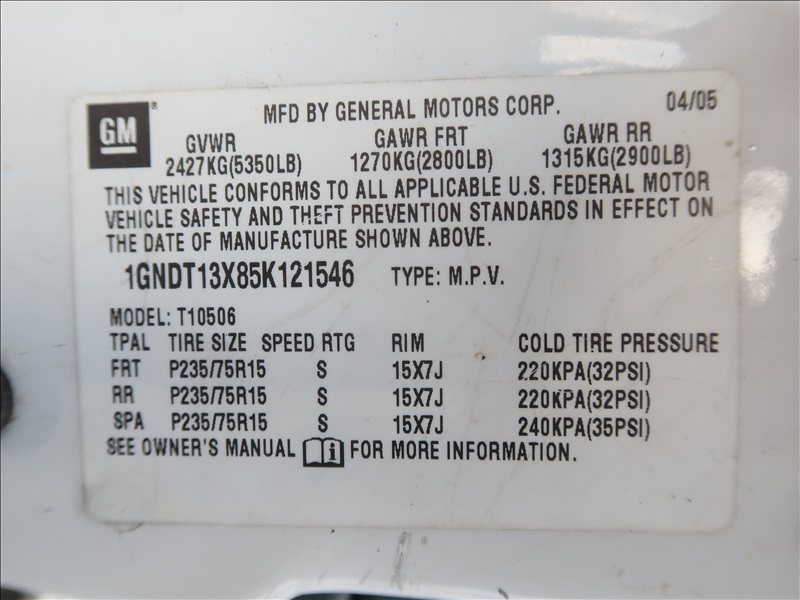 GM ® MFD BY GENERAL MOTORS CORP. 04/05
GVWR GAWR FRT GAWR RR
2427KG(5350LB) 1270KG(2800LB) 1315KG(2900LB)
THIS VEHICLE CONFORMS TO ALL APPLICABLE U.S. FEDERAL MOTOR
VEHICLE SAFETY AND THEFT PREVENTION STANDARDS IN EFFECT ON
THE DATE OF MANUFACTURE SHOWN ABOVE.
1GNDT13X85K121546 TYPE: M.P.V.
MODEL: T10506
TPAL TIRE SIZE SPEED RTG RIM COLD TIRE PRESSURE
FRT P235/75R15 S 15X7J 220KPA(32PSI)
RR P235/75R15 S 15X7J 220KPA(32PSI)
SPA P235/75R15 S 15X7J 240KPA(35PSI)
SEE OWNER'S MANUAL i FOR MORE INFORMATION.